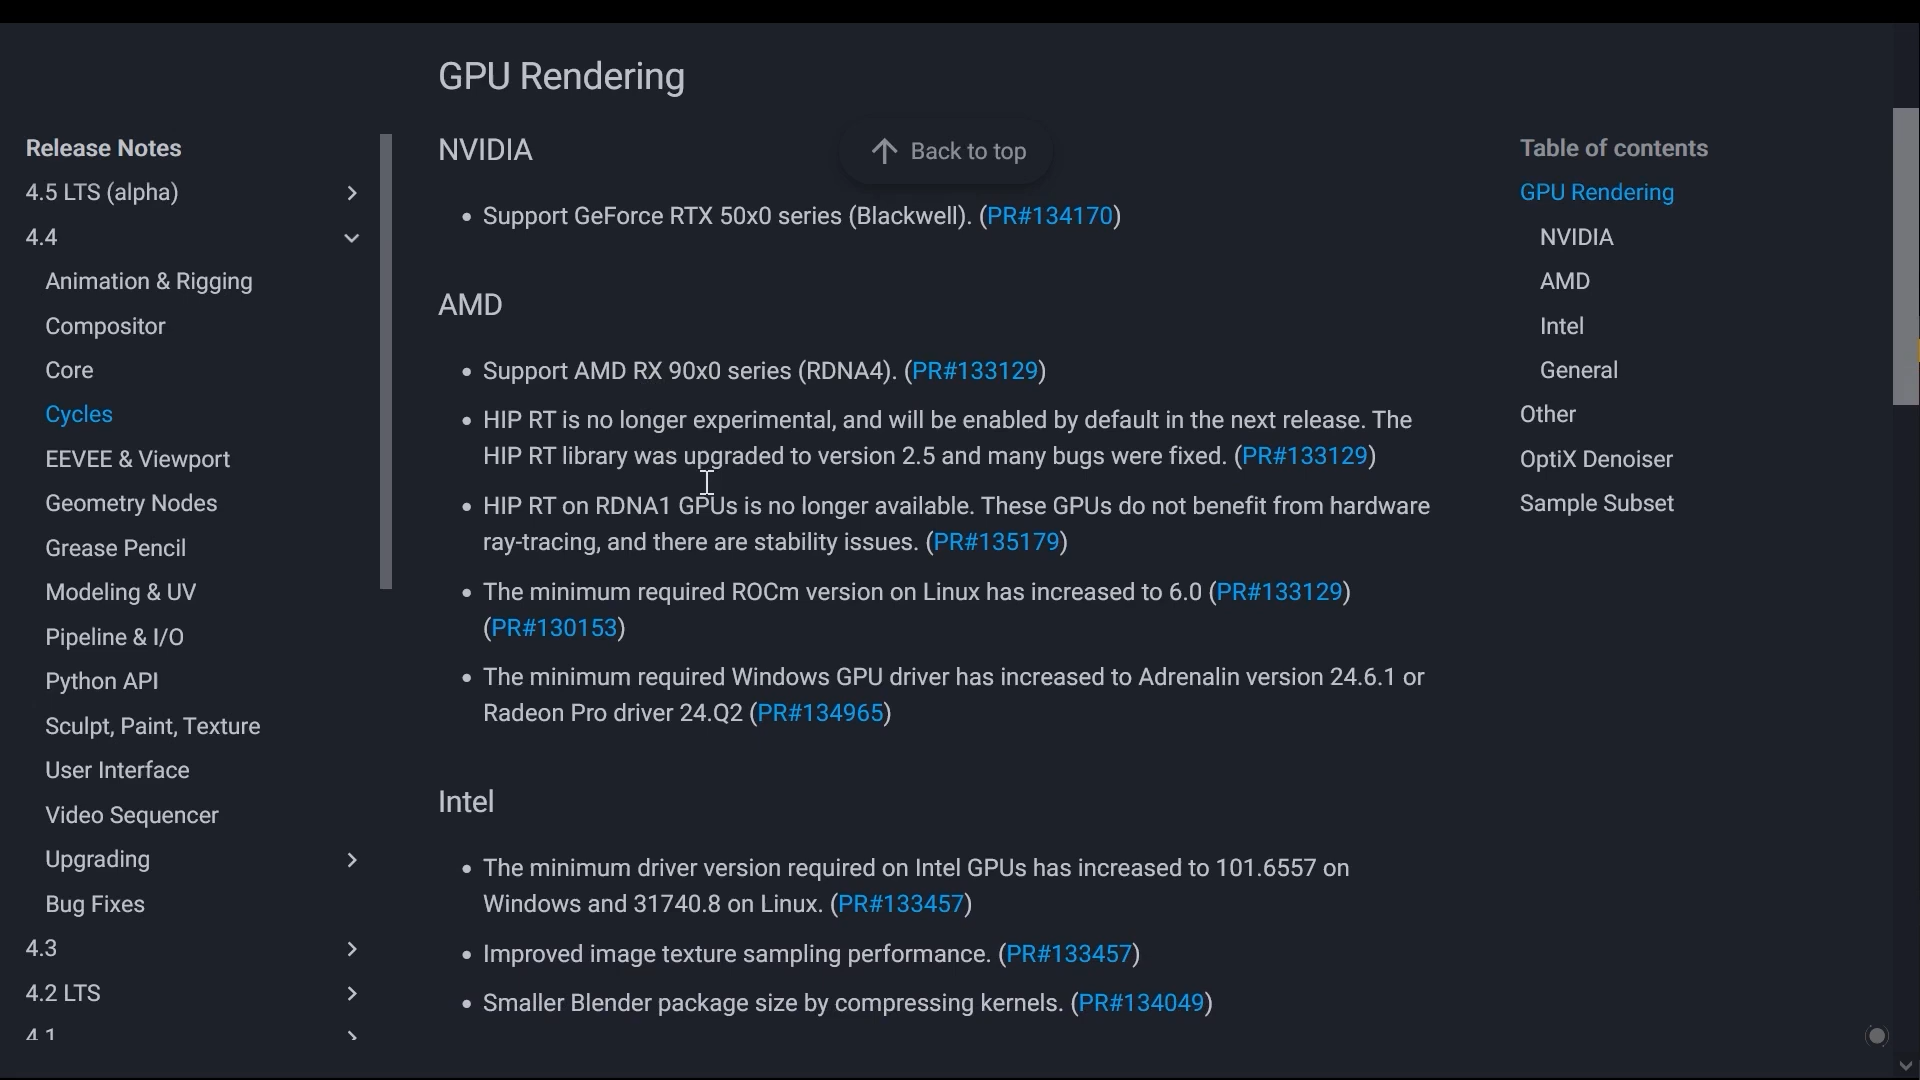 GPU Rendering
Release Notes
4.5 LTS (alpha)
4.4
Animation & Rigging
Compositor
Core
Cycles
EEVEE & Viewport
Geometry Nodes
Grease Pencil
Modeling & UV
Pipeline & I/O
Python API
Sculpt, Paint, Texture
User Interface
Video Sequencer
Upgrading
Bug Fixes
4.3
4.2 LTS
4.1
NVIDIA
Back to top
• Support GeForce RTX 50x0 series (Blackwell). (PR#134170)
AMD
• Support AMD RX 90x0 series (RDNA4). (PR#133129)
• HIP RT is no longer experimental, and will be enabled by default in the next release. The
HIP RT library was upgraded to version 2.5 and many bugs were fixed. (PR#133129)
• HIP RT on RDNA1 GPUs is no longer available. These GPUs do not benefit from hardware
ray-tracing, and there are stability issues. (PR#135179)
• The minimum required ROCm version on Linux has increased to 6.0 (PR#133129)
(PR#130153)
• The minimum required Windows GPU driver has increased to Adrenalin version 24.6.1 or
Radeon Pro driver 24.Q2 (PR#134965)
Intel
• The minimum driver version required on Intel GPUs has increased to 101.6557 on
Windows and 31740.8 on Linux. (PR#133457)
• Improved image texture sampling performance. (PR#133457)
• Smaller Blender package size by compressing kernels. (PR#134049)
Table of contents
GPU Rendering
NVIDIA
AMD
Intel
General
Other
OptiX Denoiser
Sample Subset